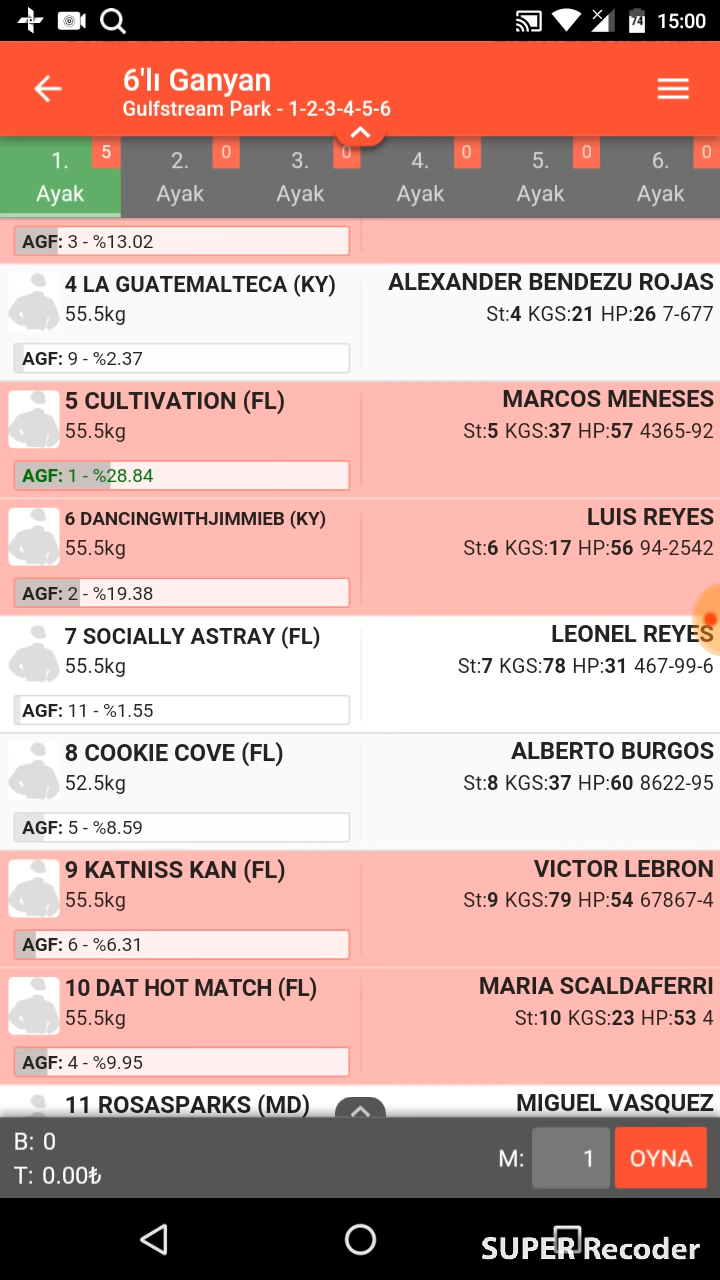 74 15:00
6'lı Ganyan
Gulfstream Park - 1-2-3-4-5-6
1. 5 2. 0 3. 0 4. 0 5. 0 6. 0
Ayak Ayak Ayak Ayak Ayak Ayak
AGF: 3 - %13.02
4 LA GUATEMALTECA (KY) ALEXANDER BENDEZU ROJAS
55.5kg St:4 KGS:21 HP:26 7-677
AGF: 9 - %2.37
5 CULTIVATION (FL) MARCOS MENESES
55.5kg St:5 KGS:37 HP:57 4365-92
AGF: 1 - %28.84
6 DANCINGWITHJIMMIEB (KY) LUIS REYES
55.5kg St:6 KGS:17 HP:56 94-2542
AGF: 2 - %19.38
7 SOCIALLY ASTRAY (FL) LEONEL REYES
55.5kg St:7 KGS:78 HP:31 467-99-6
AGF: 11 - %1.55
8 COOKIE COVE (FL) ALBERTO BURGOS
52.5kg St:8 KGS:37 HP:60 8622-95
AGF: 5 - %8.59
9 KATNISS KAN (FL) VICTOR LEBRON
55.5kg St:9 KGS:79 HP:54 67867-4
AGF: 6 - %6.31
10 DAT HOT MATCH (FL) MARIA SCALDAFERRI
55.5kg St:10 KGS:23 HP:53 4
AGF: 4 - %9.95
11 ROSASPARKS (MD) MIGUEL VASQUEZ
B: 0
T: 0.00₺ M: 1 OYNA
SUPER Recoder